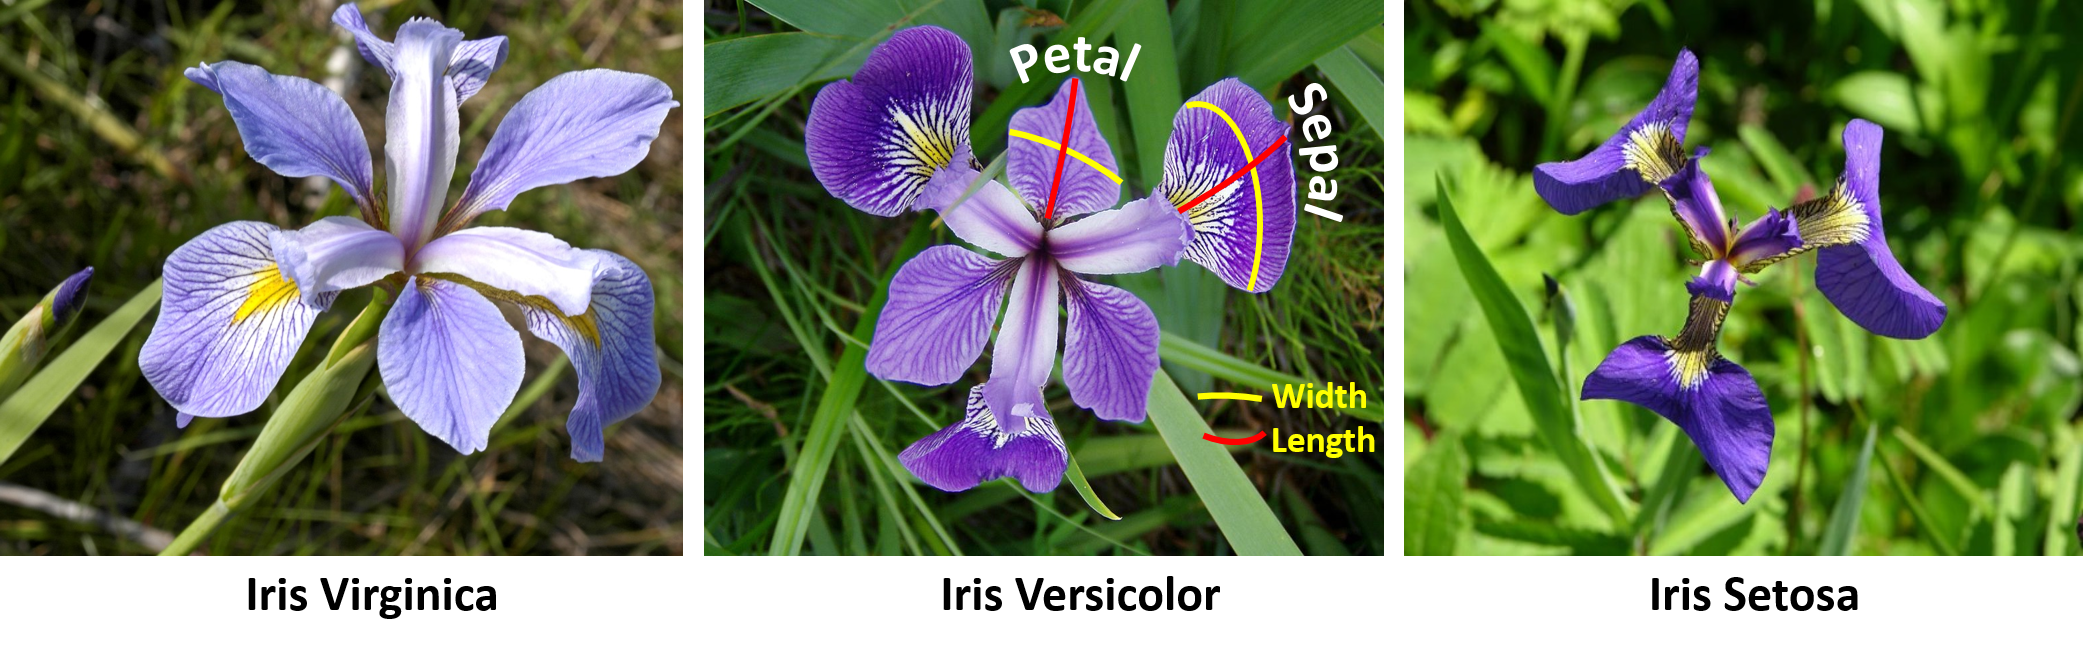 Petal
Sepal
Width
Length
Iris Virginica
Iris Versicolor
Iris Setosa